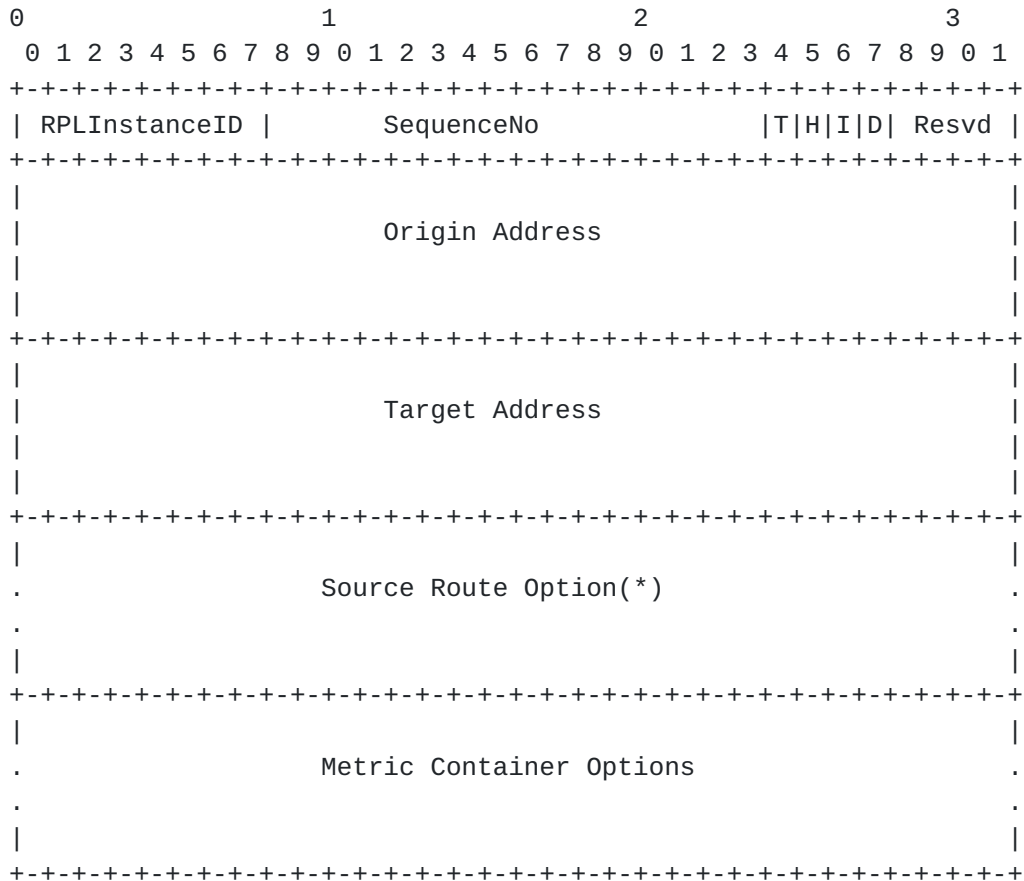 0                   1                   2                   3
 0 1 2 3 4 5 6 7 8 9 0 1 2 3 4 5 6 7 8 9 0 1 2 3 4 5 6 7 8 9 0 1
+-+-+-+-+-+-+-+-+-+-+-+-+-+-+-+-+-+-+-+-+-+-+-+-+-+-+-+-+-+-+-+-+
| RPLInstanceID |       SequenceNo              |T|H|I|D| Resvd |
+-+-+-+-+-+-+-+-+-+-+-+-+-+-+-+-+-+-+-+-+-+-+-+-+-+-+-+-+-+-+-+-+
|                                                               |
|                       Origin Address                          |
|                                                               |
|                                                               |
+-+-+-+-+-+-+-+-+-+-+-+-+-+-+-+-+-+-+-+-+-+-+-+-+-+-+-+-+-+-+-+-+
|                                                               |
|                       Target Address                          |
|                                                               |
|                                                               |
+-+-+-+-+-+-+-+-+-+-+-+-+-+-+-+-+-+-+-+-+-+-+-+-+-+-+-+-+-+-+-+-+
|                                                               |
.                   Source Route Option(*)                      .
.                                                               .
|                                                               |
+-+-+-+-+-+-+-+-+-+-+-+-+-+-+-+-+-+-+-+-+-+-+-+-+-+-+-+-+-+-+-+-+
|                                                               |
.                   Metric Container Options                    .
.                                                               .
|                                                               |
+-+-+-+-+-+-+-+-+-+-+-+-+-+-+-+-+-+-+-+-+-+-+-+-+-+-+-+-+-+-+-+-+